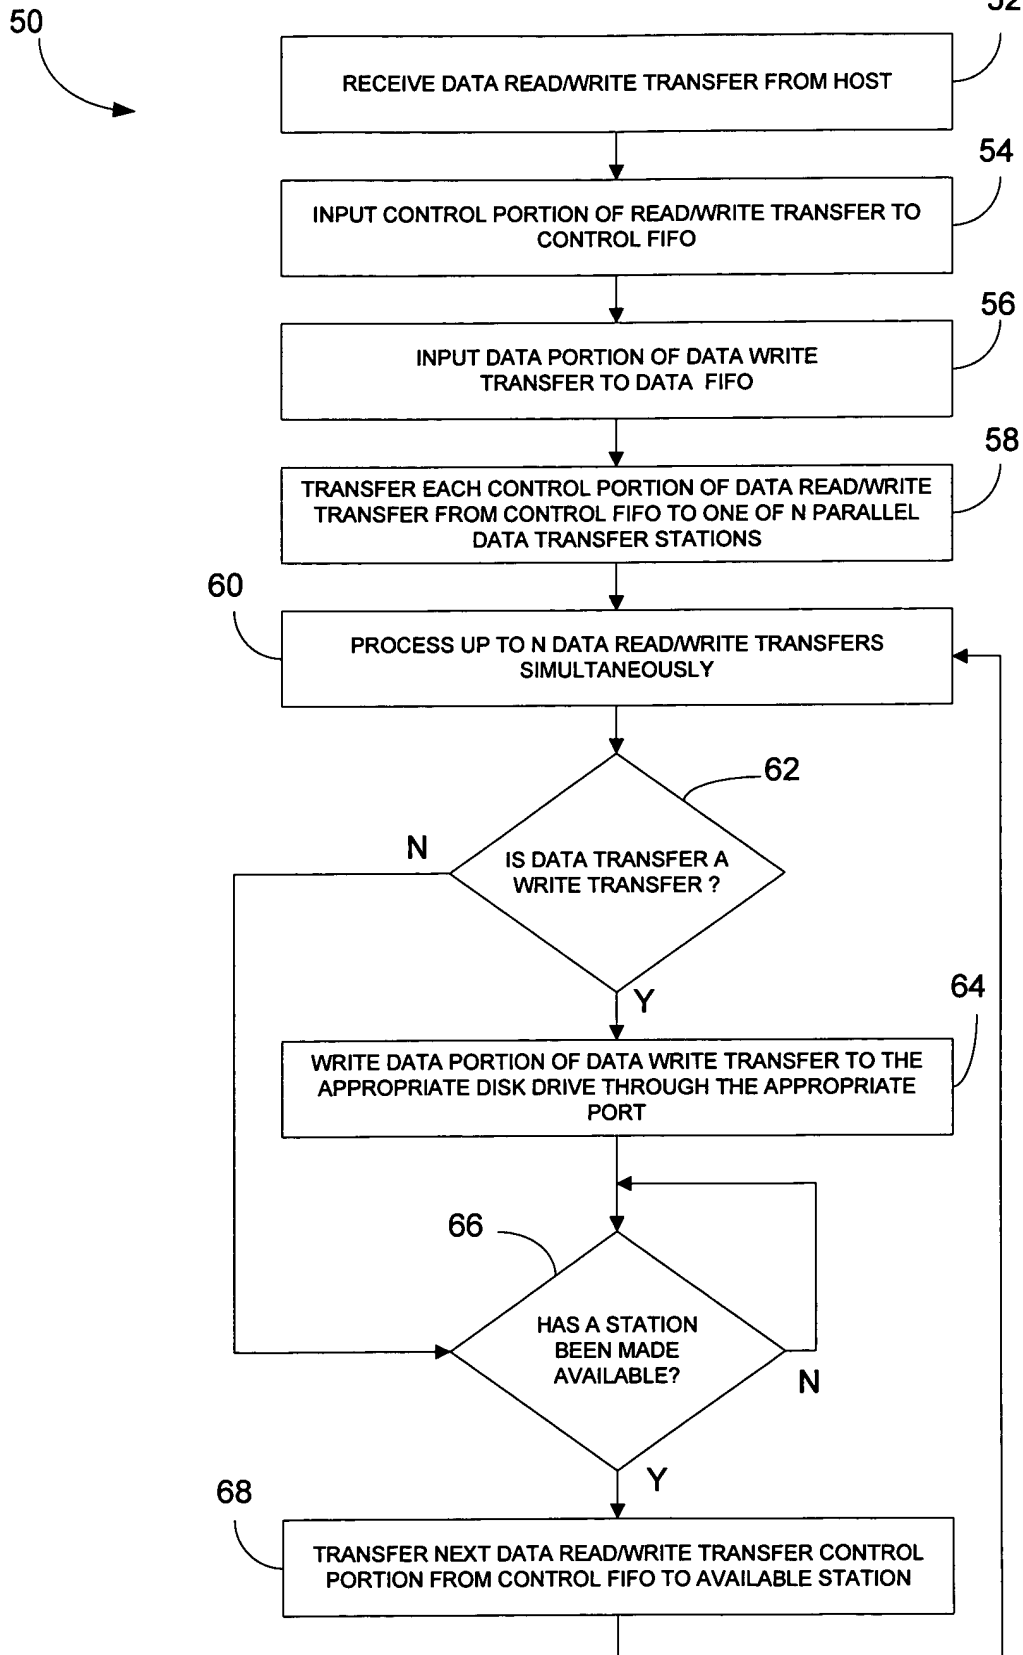 52
50
RECEIVE DATA READ/WRITE TRANSFER FROM HOST
54
INPUT CONTROL PORTION OF READ/WRITE TRANSFER TO
CONTROL FIFO
56
INPUT DATA PORTION OF DATA WRITE
TRANSFER TO DATA FIFO
58
TRANSFER EACH CONTROL PORTION OF DATA READ/WRITE
TRANSFER FROM CONTROL FIFO TO ONE OF N PARALLEL
DATA TRANSFER STATIONS
60
PROCESS UP TO N DATA READ/WRITE TRANSFERS
SIMULTANEOUSLY
62
N
IS DATA TRANSFER A
WRITE TRANSFER ?
Y
64
WRITE DATA PORTION OF DATA WRITE TRANSFER TO THE
APPROPRIATE DISK DRIVE THROUGH THE APPROPRIATE
PORT
66
HAS A STATION
BEEN MADE
AVAILABLE?
N
Y
68
TRANSFER NEXT DATA READ/WRITE TRANSFER CONTROL
PORTION FROM CONTROL FIFO TO AVAILABLE STATION